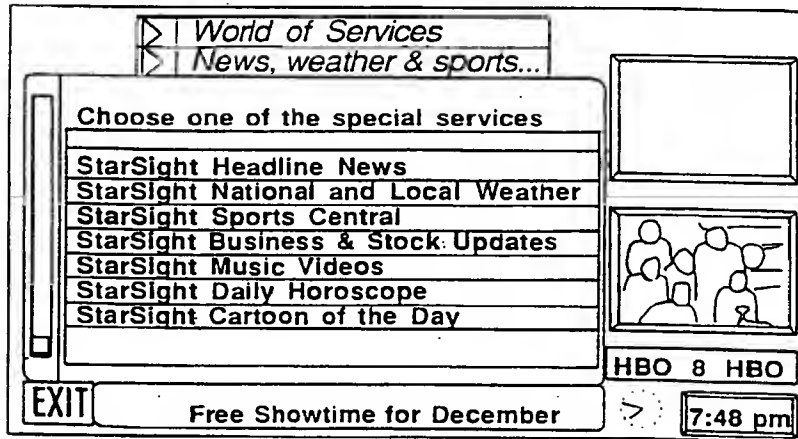 World of Services
News, weather & sports...
Choose one of the special services
StarSight Headline News
StarSight National and Local Weather
StarSight Sports Central
StarSight Business & Stock Updates
StarSight Music Videos
StarSight Daily Horoscope
StarSight Cartoon of the Day
HBO 8 HBO
EXIT
Free Showtime for December
7:48 pm